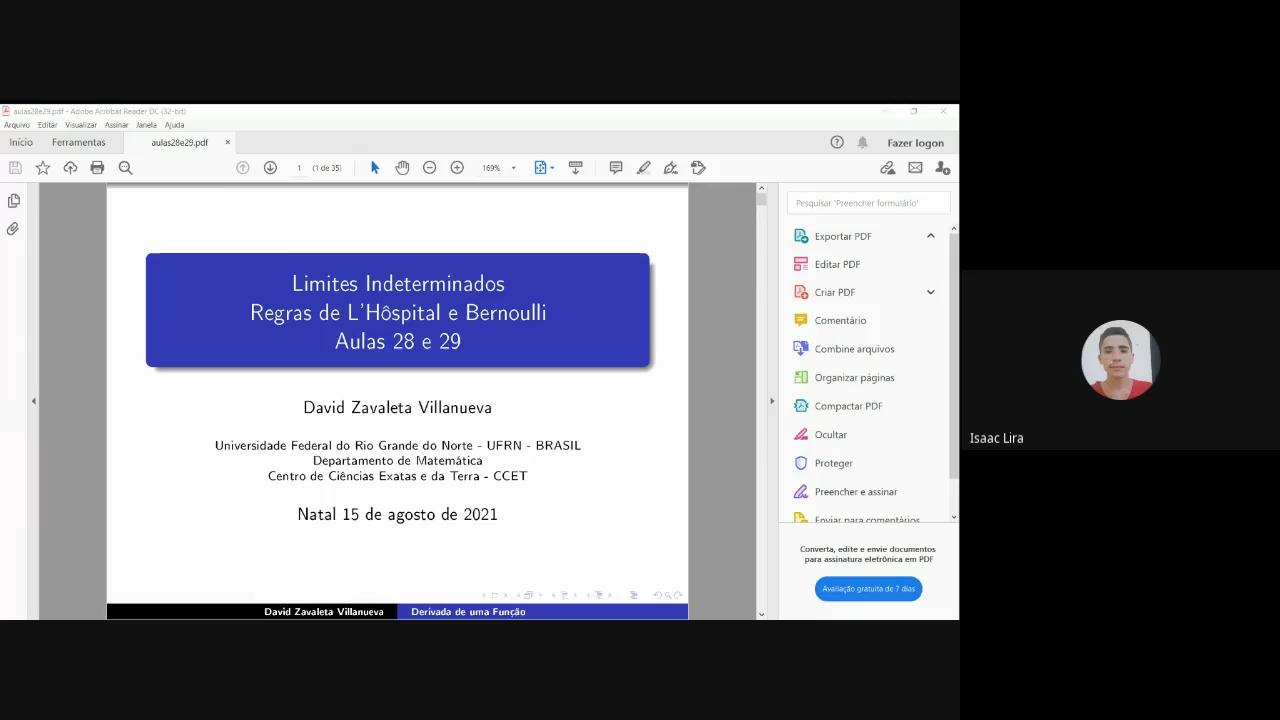 aulas28e29.pdf - Adobe Acrobat Reader DC (32-bit)
Arquivo Editar Visualizar Assinar Janela Ajuda
Início Ferramentas aulas28e29.pdf × Fazer logon
1 (1 de 35) 169%
Pesquisar 'Preencher formulário'
Exportar PDF
Editar PDF
Criar PDF
Comentário
Combine arquivos
Organizar páginas
Compactar PDF
Ocultar
Proteger
Preencher e assinar
Enviar para comentários
Converta, edite e envie documentos
para assinatura eletrônica em PDF
Avaliação gratuita de 7 dias
Limites Indeterminados
Regras de L'Hôspital e Bernoulli
Aulas 28 e 29
David Zavaleta Villanueva
Universidade Federal do Rio Grande do Norte - UFRN - BRASIL
Departamento de Matemática
Centro de Ciências Exatas e da Terra - CCET
Natal 15 de agosto de 2021
David Zavaleta Villanueva Derivada de uma Função
Isaac Lira